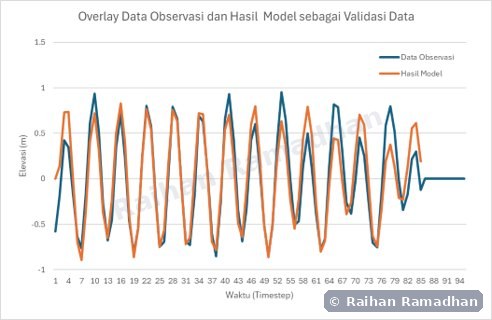 Overlay Data Observasi dan Hasil  Model sebagai Validasi Data
1.5
1
0.5
0
-0.5
-1
Elevasi (m)
Data Observasi
Hasil Model
Raihan Ramadhan
1 4 7 10 13 16 19 22 25 28 31 34 37 40 43 46 49 52 55 58 61 64 67 70 73 76 79 82 85 88 91 94
Waktu (Timestep)
© Raihan Ramadhan